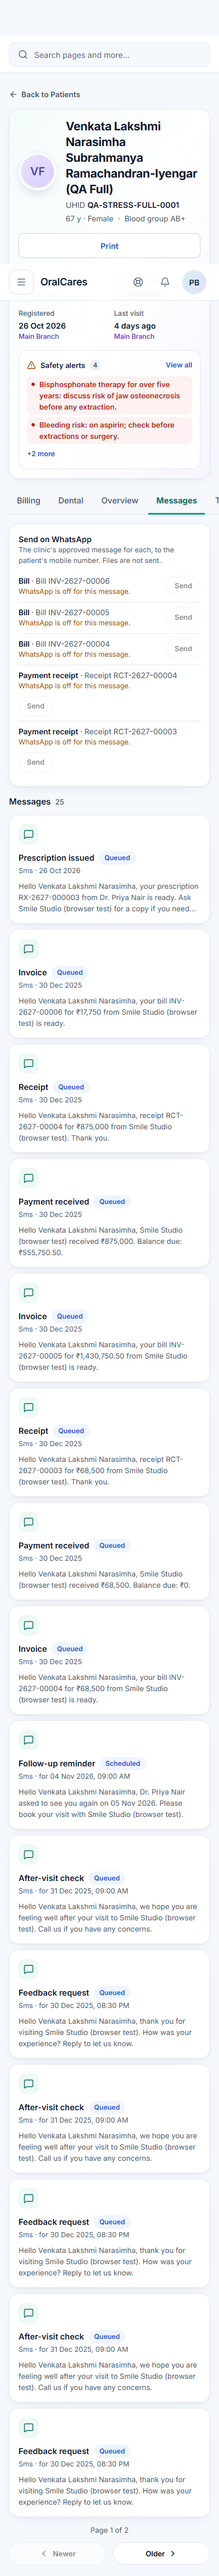 Search pages and more...
Back to Patients
VF
Venkata Lakshmi
Narasimha
Subrahmanya
Ramachandran-Iyengar
(QA Full)
UHID QA-STRESS-FULL-0001
67 y · Female · Blood group AB+
Print
OralCares
PB
Registered
Last visit
26 Oct 2026
4 days ago
Main Branch
Main Branch
Safety alerts 4
View all
Bisphosphonate therapy for over five
years: discuss risk of jaw osteonecrosis
before any extraction.
Bleeding risk: on aspirin; check before
extractions or surgery.
+2 more
Billing Dental Overview Messages T
Send on WhatsApp
The clinic's approved message for each, to the
patient's mobile number. Files are not sent.
Bill · Bill INV-2627-00006
WhatsApp is off for this message.
Send
Bill · Bill INV-2627-00005
WhatsApp is off for this message.
Send
Bill · Bill INV-2627-00004
WhatsApp is off for this message.
Send
Payment receipt · Receipt RCT-2627-00004
WhatsApp is off for this message.
Send
Payment receipt · Receipt RCT-2627-00003
WhatsApp is off for this message.
Send
Messages 25
Prescription issued Queued
Sms · 26 Oct 2026
Hello Venkata Lakshmi Narasimha, your prescription
RX-2627-000003 from Dr. Priya Nair is ready. Ask
Smile Studio (browser test) for a copy if you need...
Invoice Queued
Sms · 30 Dec 2025
Hello Venkata Lakshmi Narasimha, your bill INV-
2627-00006 for ₹17,750 from Smile Studio (browser
test) is ready.
Receipt Queued
Sms · 30 Dec 2025
Hello Venkata Lakshmi Narasimha, receipt RCT-
2627-00004 for ₹875,000 from Smile Studio
(browser test). Thank you.
Payment received Queued
Sms · 30 Dec 2025
Hello Venkata Lakshmi Narasimha, Smile Studio
(browser test) received ₹875,000. Balance due:
₹555,750.50.
Invoice Queued
Sms · 30 Dec 2025
Hello Venkata Lakshmi Narasimha, your bill INV-
2627-00005 for ₹1,430,750.50 from Smile Studio
(browser test) is ready.
Receipt Queued
Sms · 30 Dec 2025
Hello Venkata Lakshmi Narasimha, receipt RCT-
2627-00003 for ₹68,500 from Smile Studio
(browser test). Thank you.
Payment received Queued
Sms · 30 Dec 2025
Hello Venkata Lakshmi Narasimha, Smile Studio
(browser test) received ₹68,500. Balance due: ₹0.
Invoice Queued
Sms · 30 Dec 2025
Hello Venkata Lakshmi Narasimha, your bill INV-
2627-00004 for ₹68,500 from Smile Studio
(browser test) is ready.
Follow-up reminder Scheduled
Sms · for 04 Nov 2026, 09:00 AM
Hello Venkata Lakshmi Narasimha, Dr. Priya Nair
asked to see you again on 05 Nov 2026. Please
book your visit with Smile Studio (browser test).
After-visit check Queued
Sms · for 31 Dec 2025, 09:00 AM
Hello Venkata Lakshmi Narasimha, we hope you are
feeling well after your visit to Smile Studio (browser
test). Call us if you have any concerns.
Feedback request Queued
Sms · for 30 Dec 2025, 08:30 PM
Hello Venkata Lakshmi Narasimha, thank you for
visiting Smile Studio (browser test). How was your
experience? Reply to let us know.
After-visit check Queued
Sms · for 31 Dec 2025, 09:00 AM
Hello Venkata Lakshmi Narasimha, we hope you are
feeling well after your visit to Smile Studio (browser
test). Call us if you have any concerns.
Feedback request Queued
Sms · for 30 Dec 2025, 08:30 PM
Hello Venkata Lakshmi Narasimha, thank you for
visiting Smile Studio (browser test). How was your
experience? Reply to let us know.
After-visit check Queued
Sms · for 31 Dec 2025, 09:00 AM
Hello Venkata Lakshmi Narasimha, we hope you are
feeling well after your visit to Smile Studio (browser
test). Call us if you have any concerns.
Feedback request Queued
Sms · for 30 Dec 2025, 08:30 PM
Hello Venkata Lakshmi Narasimha, thank you for
visiting Smile Studio (browser test). How was your
experience? Reply to let us know.
Page 1 of 2
Newer
Older